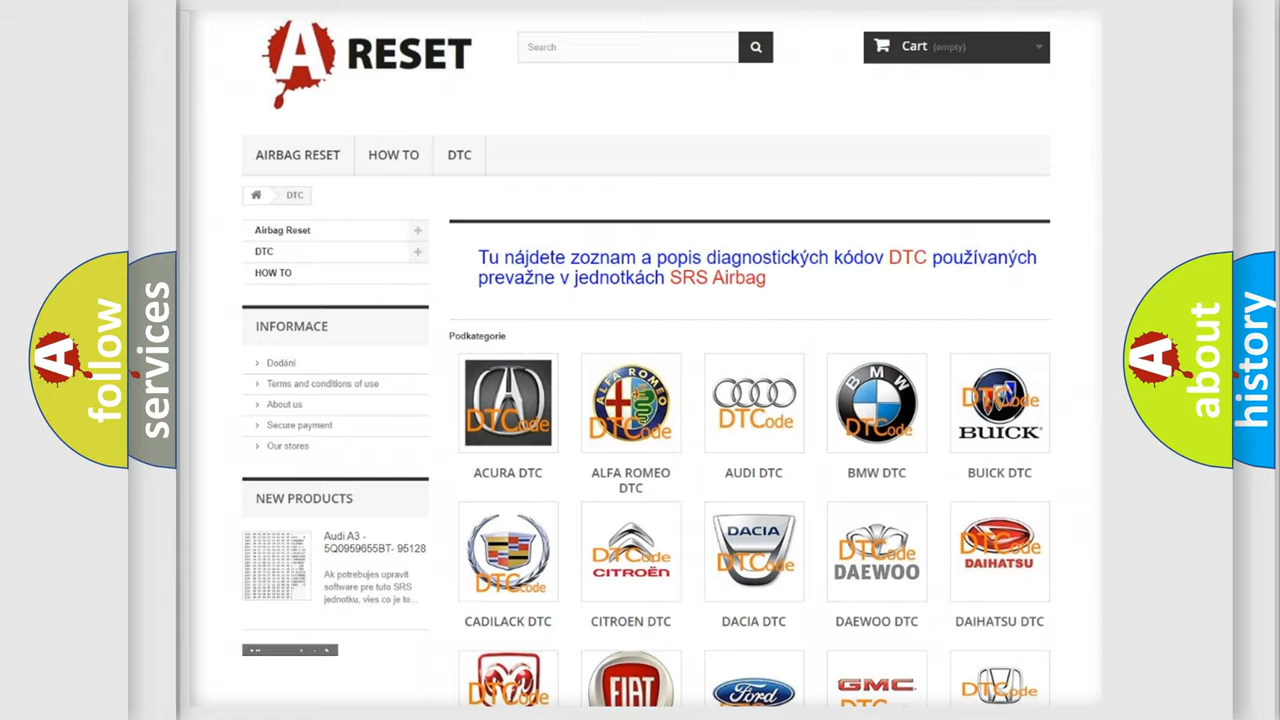 A RESET
Search
Cart (empty)
AIRBAG RESET
HOW TO
DTC
DTC
Airbag Reset
DTC
HOW TO
INFORMACE
Dodání
Terms and conditions of use
About us
Secure payment
Our stores
NEW PRODUCTS
Audi A3 -
5Q0959655BT- 95128
Ak potrebujes upravit
software pre tuto SRS
jednotku, vies co je to...
Tu nájdete zoznam a popis diagnostických kódov DTC používaných
prevažne v jednotkách SRS Airbag
Podkategorie
DTCode
ALFA ROMEO
DTCode
DTCode
BMW
DTCode
DTCode
BUICK
ACURA DTC
ALFA ROMEO
DTC
AUDI DTC
BMW DTC
BUICK DTC
DTCode
DTCode
CITROËN
DACIA
DTCode
DTCode
DAEWOO
DTCode
DAIHATSU
CADILACK DTC
CITROEN DTC
DACIA DTC
DAEWOO DTC
DAIHATSU DTC
DTCode
FIAT
Ford
GMC
DTCode
A follow
services
A about
history